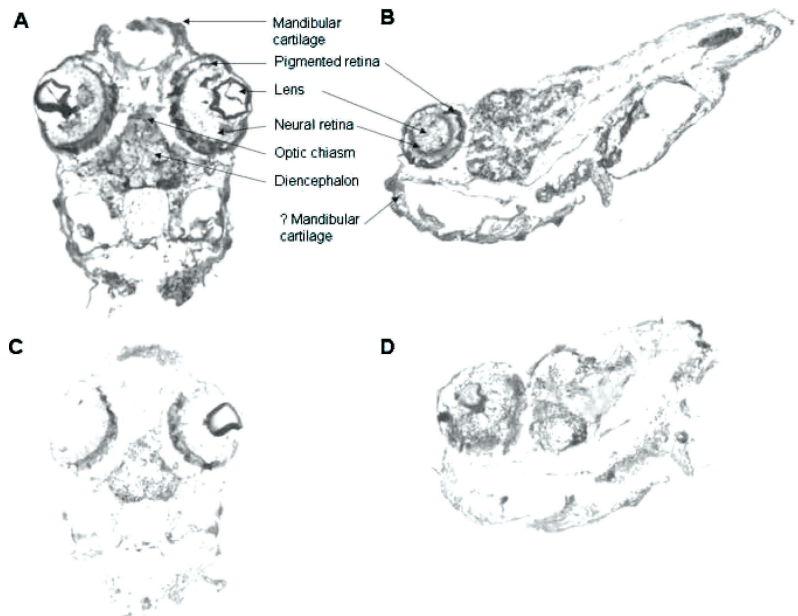 A
Mandibular
cartilage
B
Pigmented retina
Lens
Neural retina
Optic chiasm
Diencephalon
? Mandibular
cartilage
C
D